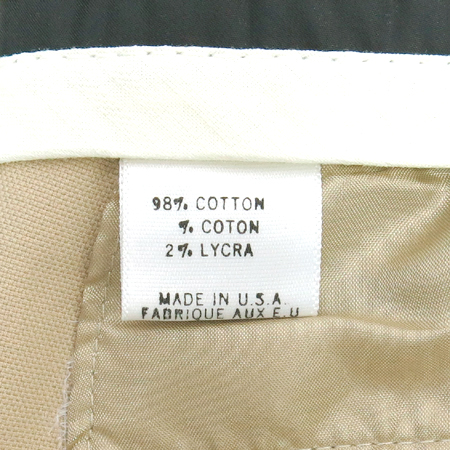 98% COTTON
% COTON
2% LYCRA
MADE IN U.S.A.
FABRIQUE AUX E.U